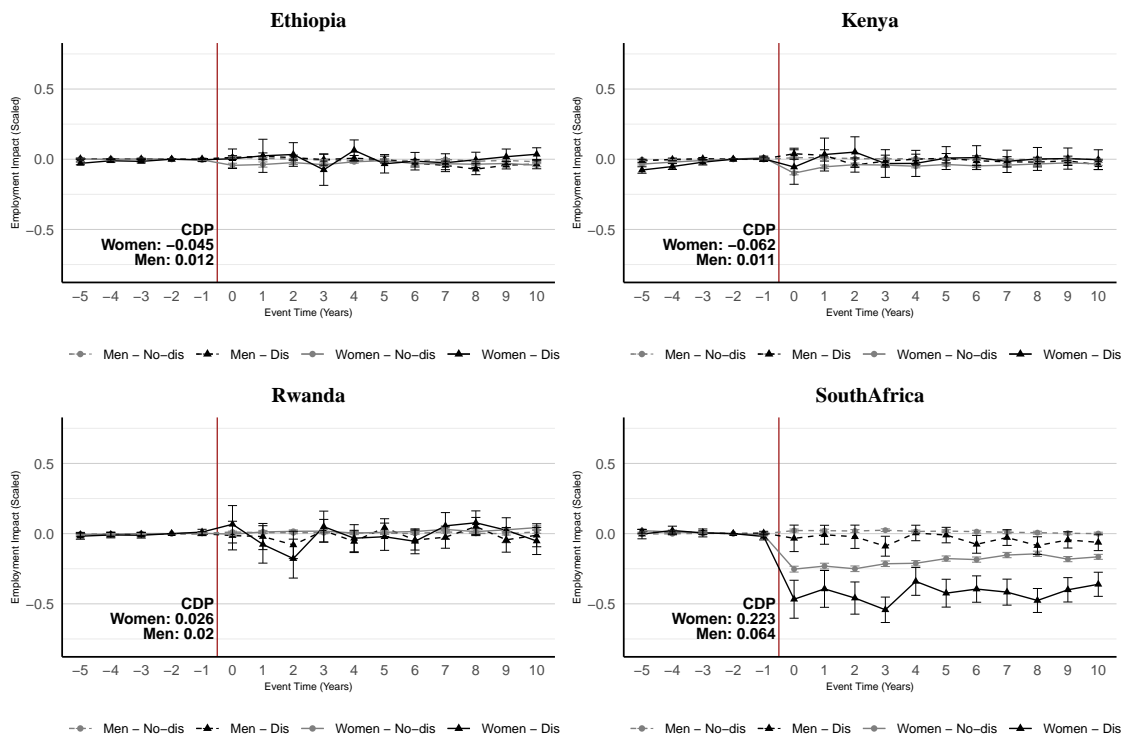 Ethiopia
Employment Impact (Scaled)
0.5
0.0
−0.5
CDP
Women: −0.045
Men: 0.012
−5 −4 −3 −2 −1 0 1 2 3 4 5 6 7 8 9 10
Event Time (Years)
Men − No−dis Men − Dis Women − No−dis Women − Dis
Kenya
Employment Impact (Scaled)
0.5
0.0
−0.5
CDP
Women: −0.062
Men: 0.011
−5 −4 −3 −2 −1 0 1 2 3 4 5 6 7 8 9 10
Event Time (Years)
Men − No−dis Men − Dis Women − No−dis Women − Dis
Rwanda
Employment Impact (Scaled)
0.5
0.0
−0.5
CDP
Women: 0.026
Men: 0.02
−5 −4 −3 −2 −1 0 1 2 3 4 5 6 7 8 9 10
Event Time (Years)
Men − No−dis Men − Dis Women − No−dis Women − Dis
SouthAfrica
Employment Impact (Scaled)
0.5
0.0
−0.5
CDP
Women: 0.223
Men: 0.064
−5 −4 −3 −2 −1 0 1 2 3 4 5 6 7 8 9 10
Event Time (Years)
Men − No−dis Men − Dis Women − No−dis Women − Dis